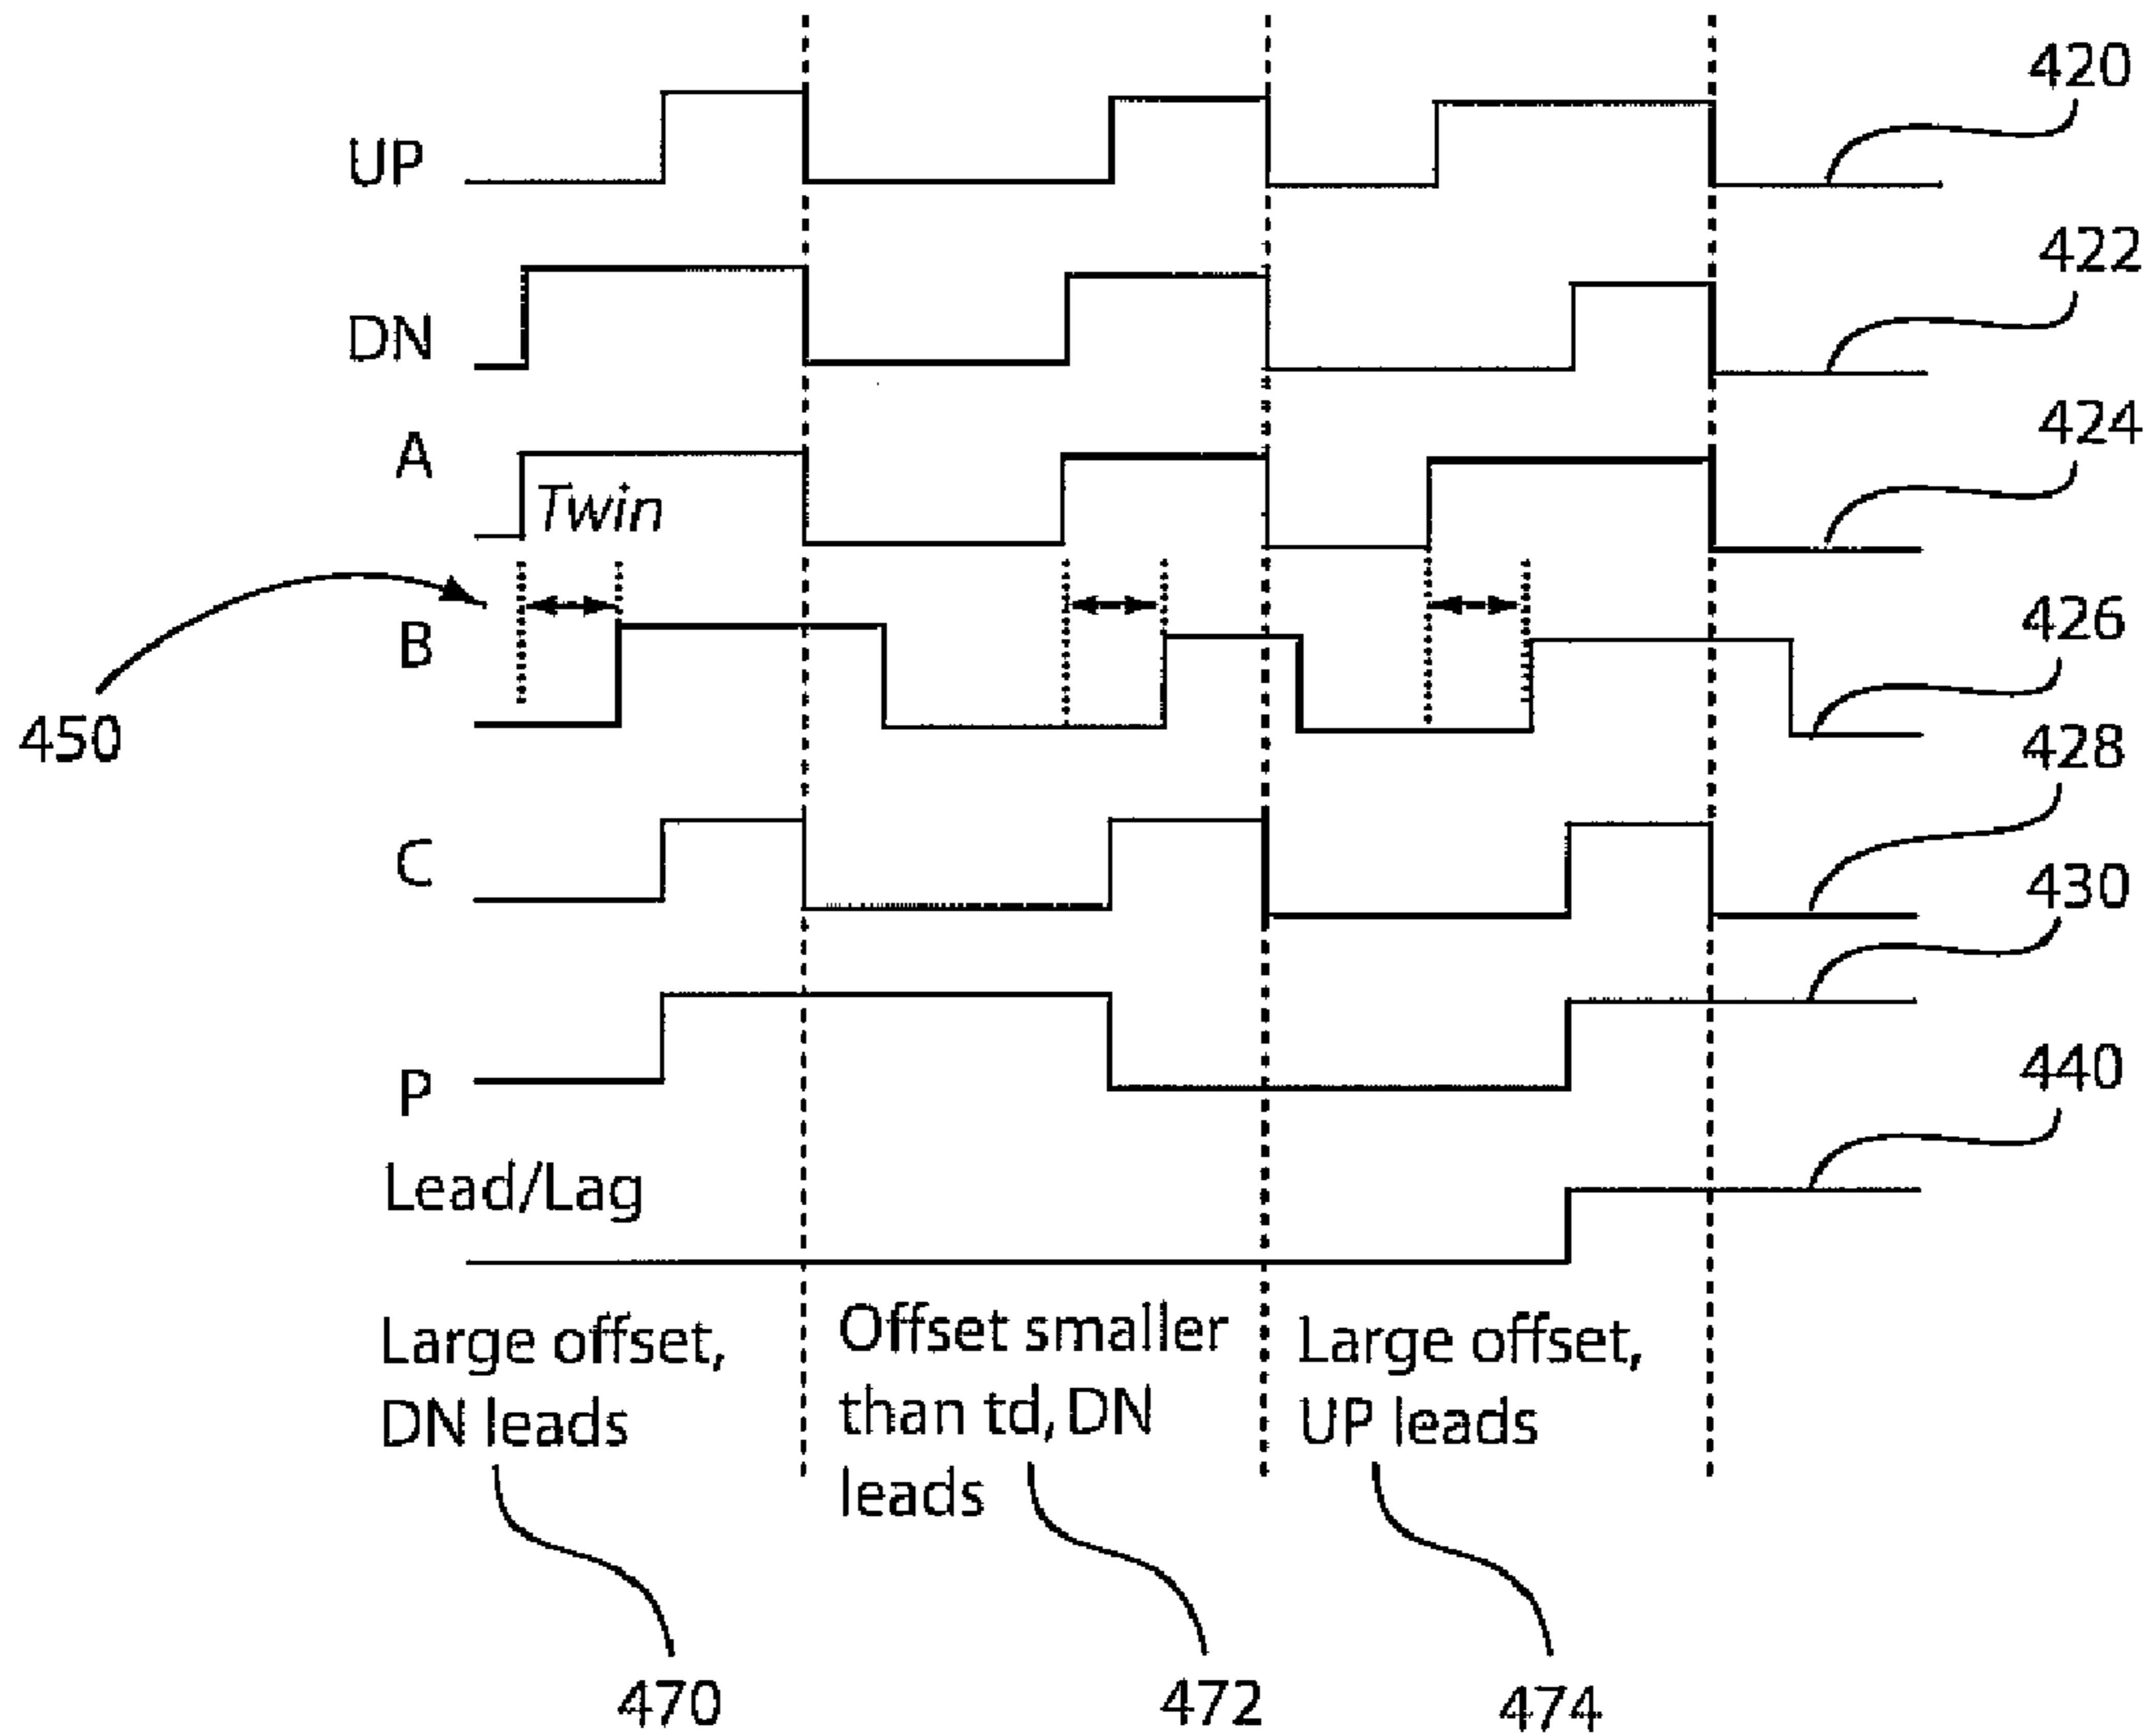 420
UP
422
DN
424
A
Twin
426
B
450
428
C
430
P
440
Lead/Lag
Large offset,
DN leads
Offset smaller
than td, DN
leads
Large offset,
UP leads
470
472
474